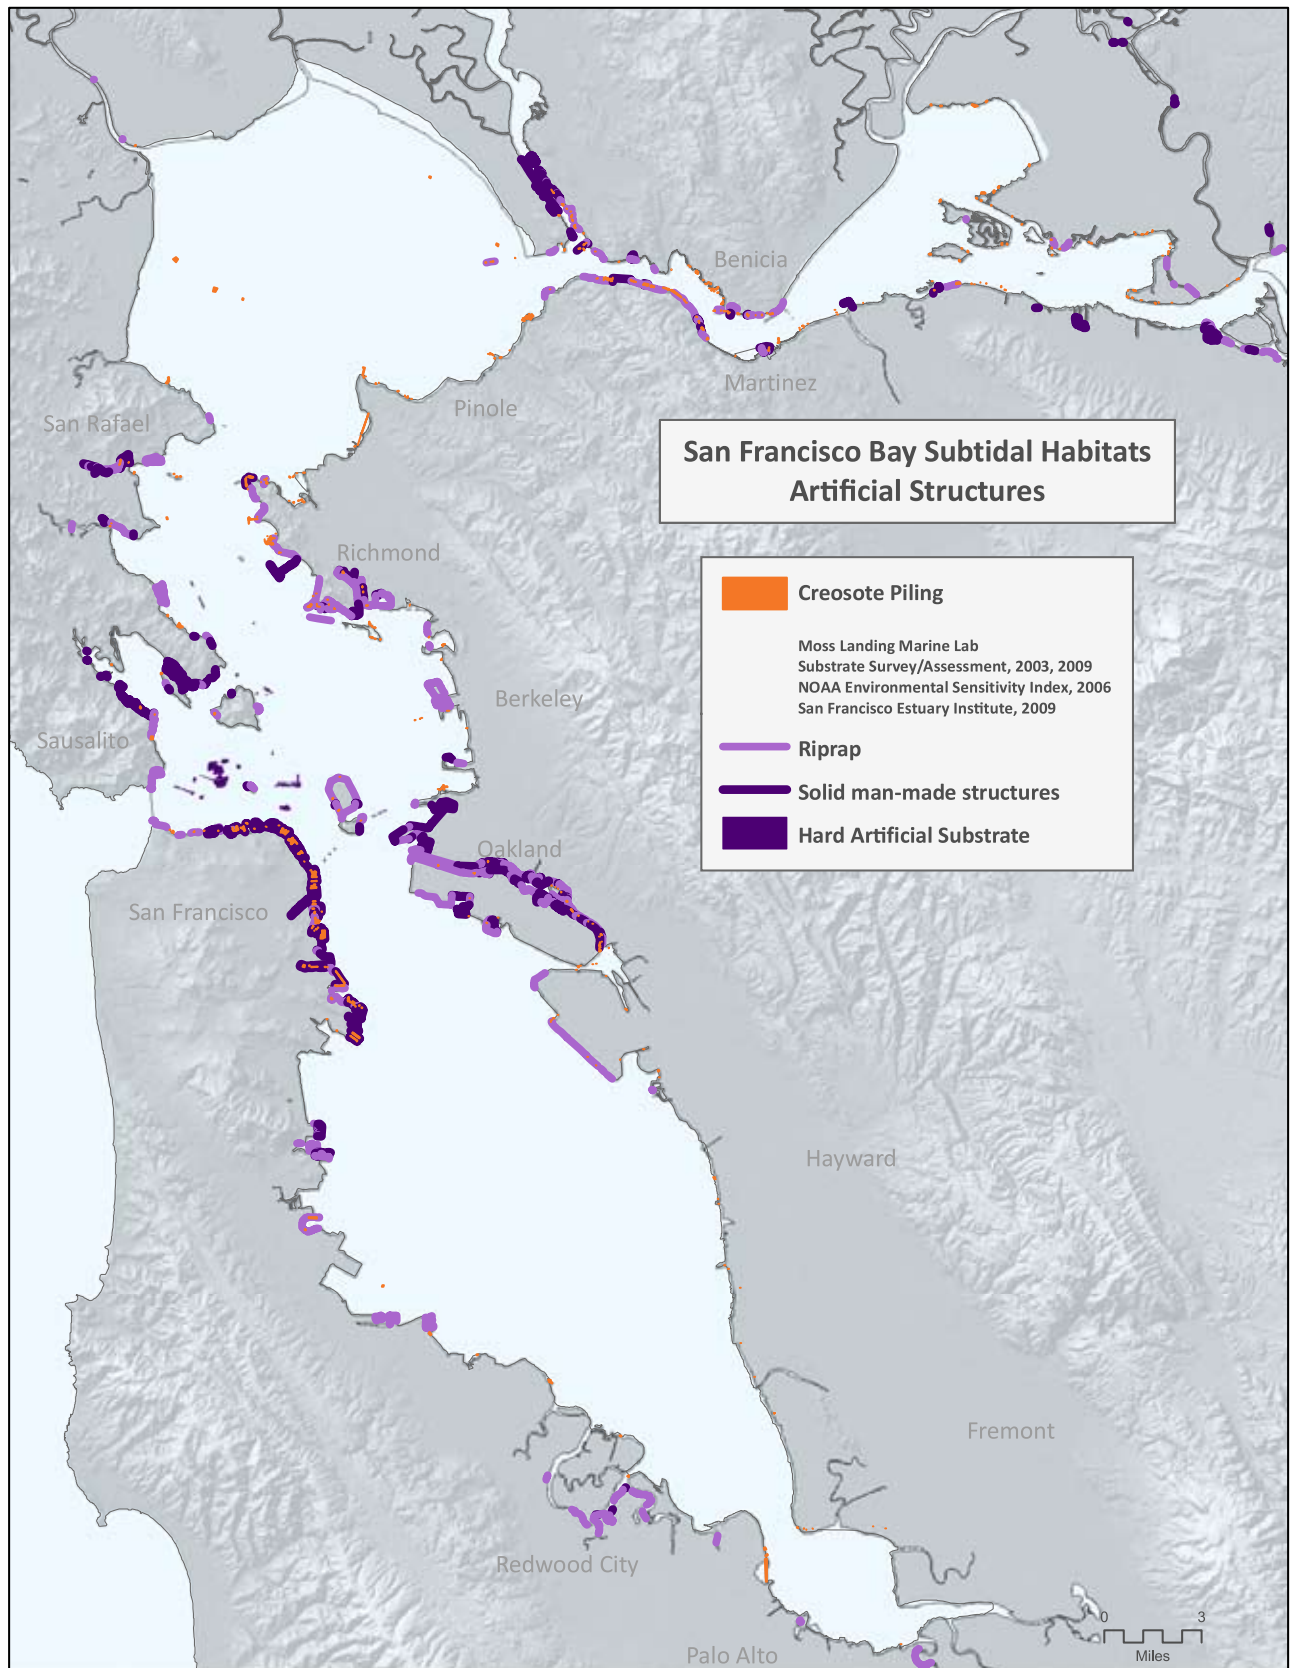 Benicia
Martinez
Pinole
San Rafael
San Francisco Bay Subtidal Habitats
Artificial Structures
Richmond
Creosote Piling
Moss Landing Marine Lab
Substrate Survey/Assessment, 2003, 2009
NOAA Environmental Sensitivity Index, 2006
San Francisco Estuary Institute, 2009
Berkeley
Sausalito
Riprap
Solid man-made structures
Hard Artificial Substrate
Oakland
San Francisco
Hayward
Fremont
Redwood City
Palo Alto
0 3
Miles